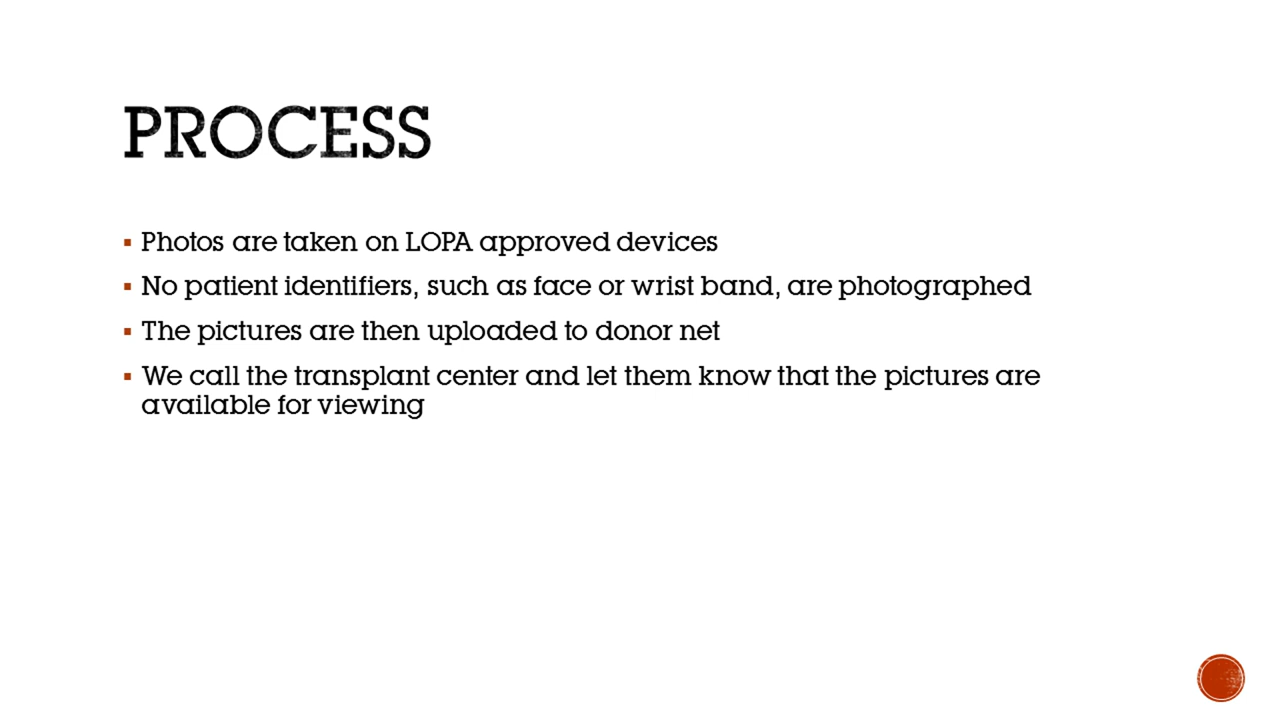 PROCESS
▪ Photos are taken on LOPA approved devices
▪ No patient identifiers, such as face or wrist band, are photographed
▪ The pictures are then uploaded to donor net
▪ We call the transplant center and let them know that the pictures are
available for viewing